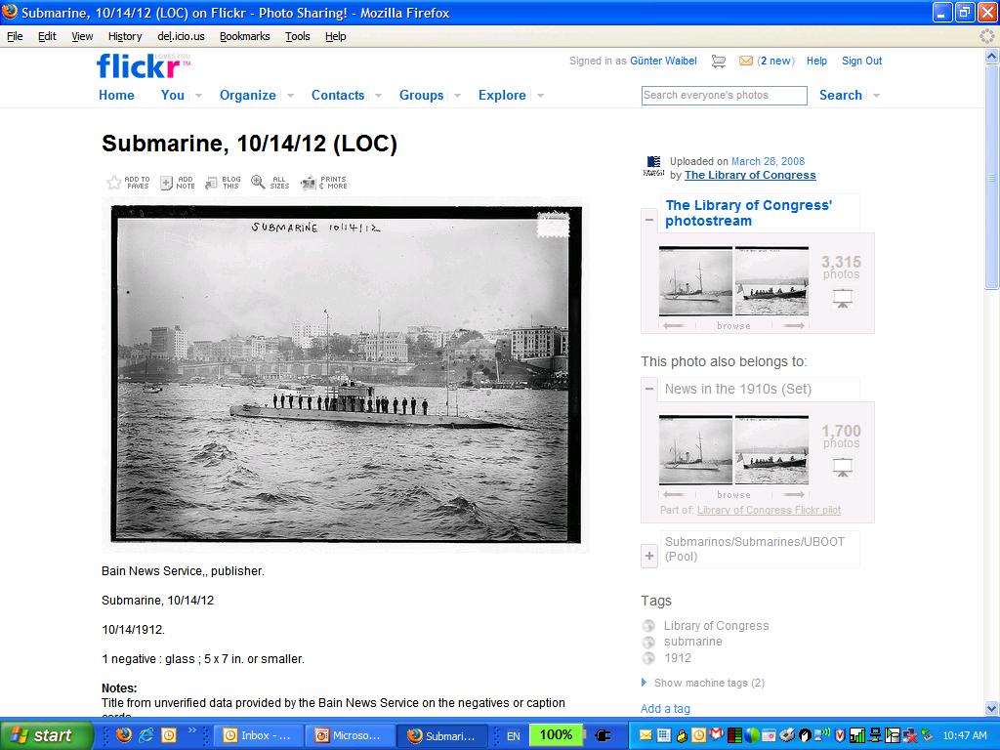 Submarine, 10/14/12 (LOC) on Flickr - Photo Sharing! - Mozilla Firefox
File Edit View History del.icio.us Bookmarks Tools Help
LOVES YOU
flickr™
Signed in as Günter Waibel (2 new) Help Sign Out
Home You Organize Contacts Groups Explore
Search everyone's photos Search
Submarine, 10/14/12 (LOC)
ADD TO FAVES
ADD NOTE
BLOG THIS
ALL SIZES
PRINTS & MORE
SUBMARINE 10/14/12
Bain News Service,, publisher.
Submarine, 10/14/12
10/14/1912.
1 negative : glass ; 5 x 7 in. or smaller.
Notes:
Title from unverified data provided by the Bain News Service on the negatives or caption
cards.
Uploaded on March 28, 2008
by The Library of Congress
The Library of Congress'
photostream
3,315
photos
browse
This photo also belongs to:
News in the 1910s (Set)
1,700
photos
browse
Part of: Library of Congress Flickr pilot
Submarinos/Submarines/UBOOT
(Pool)
Tags
Library of Congress
submarine
1912
Show machine tags (2)
Add a tag
start
Inbox - ...
Microso...
Submari...
EN
100%
10:47 AM